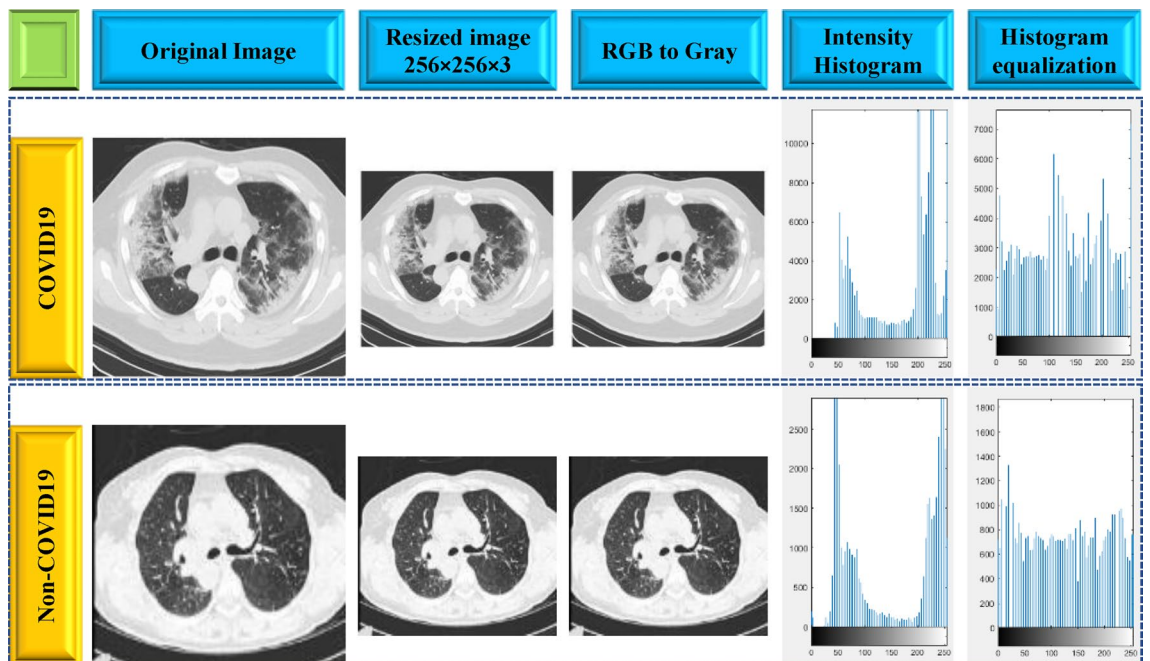 Original Image
Resized image
256×256×3
RGB to Gray
Intensity
Histogram
Histogram
equalization
COVID19
10000
8000
6000
4000
2000
0
0 50 100 150 200 250
7000
6000
5000
4000
3000
2000
1000
0
0 50 100 150 200 250
Non-COVID19
2500
2000
1500
1000
500
0
0 50 100 150 200 250
1800
1600
1400
1200
1000
800
600
400
200
0
0 50 100 150 200 250